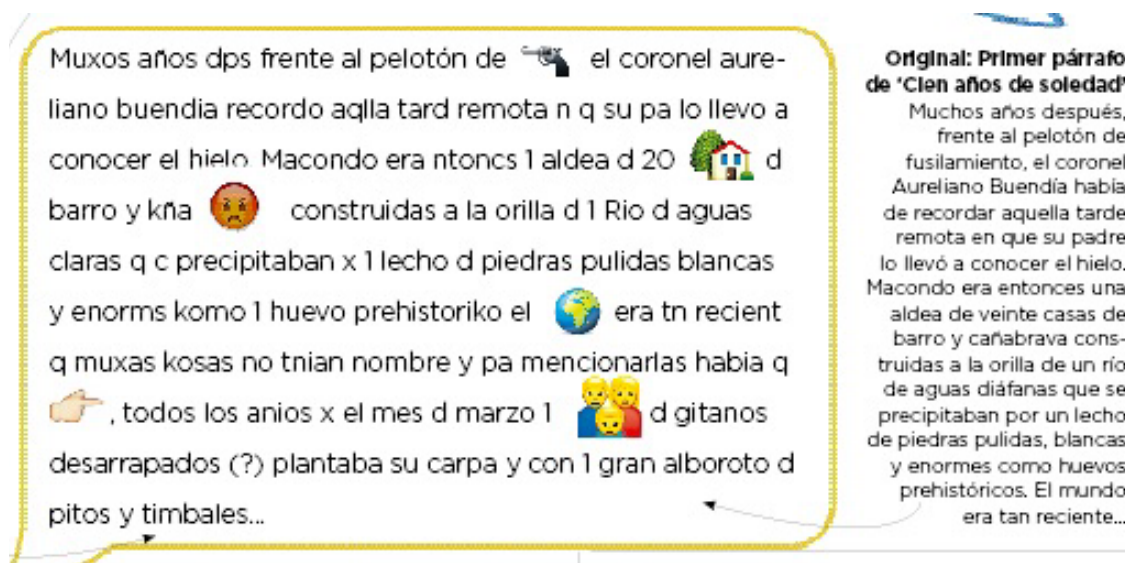 Muxos años dps frente al pelotón de 🔫 el coronel aure-
liano buendia recordo aqlla tard remota n q su pa lo llevo a
conocer el hielo. Macondo era ntoncs 1 aldea d 20 🏡 d
barro y kña 😡 construidas a la orilla d 1 Rio d aguas
claras q c precipitaban x 1 lecho d piedras pulidas blancas
y enorms komo 1 huevo prehistoriko el 🌍 era tn recient
q muxas kosas no tnian nombre y pa mencionarlas habia q
👉, todos los anios x el mes d marzo 1 👪 d gitanos
desarrapados (?) plantaba su carpa y con 1 gran alboroto d
pitos y timbales...
Original: Primer párrafo
de ‘Cien años de soledad’
Muchos años después,
frente al pelotón de
fusilamiento, el coronel
Aureliano Buendía había
de recordar aquella tarde
remota en que su padre
lo llevó a conocer el hielo.
Macondo era entonces una
aldea de veinte casas de
barro y cañabrava cons-
truidas a la orilla de un río
de aguas diáfanas que se
precipitaban por un lecho
de piedras pulidas, blancas
y enormes como huevos
prehistóricos. El mundo
era tan reciente...